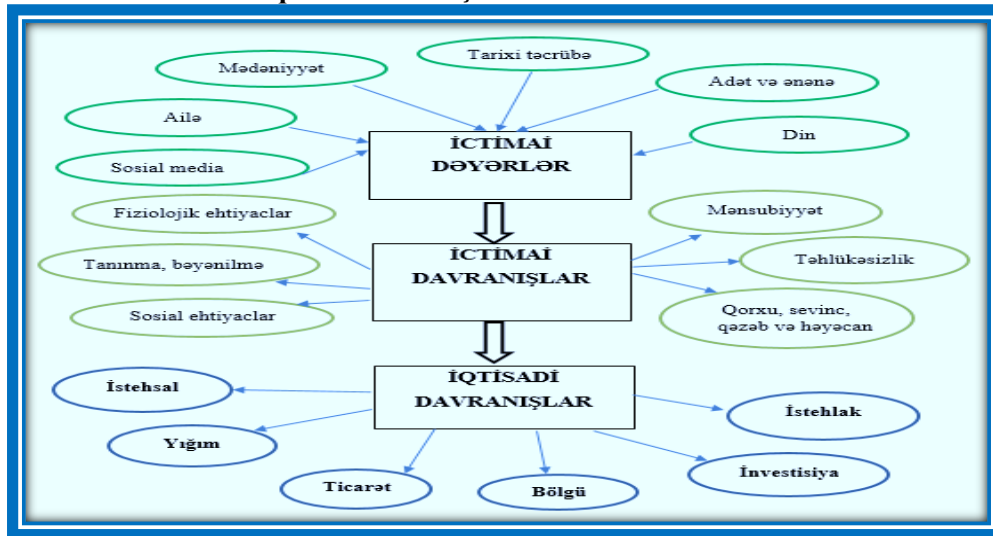 Mədəniyyət
Tarixi təcrübə
Adət və ənənə
Ailə
Din
Sosial media
İCTİMAİ
DƏYƏRLƏR
Fiziolojik ehtiyaclar
Mənsubiyyət
Tanınma, bəyənilmə
İCTİMAİ
DAVRANIŞLAR
Təhlükəsizlik
Sosial ehtiyaclar
Qorxu, sevinc,
qəzəb və həyəcan
İQTİSADİ
DAVRANIŞLAR
İstehsal
İstehlak
Yığım
İnvestisiya
Ticarət
Bölgü